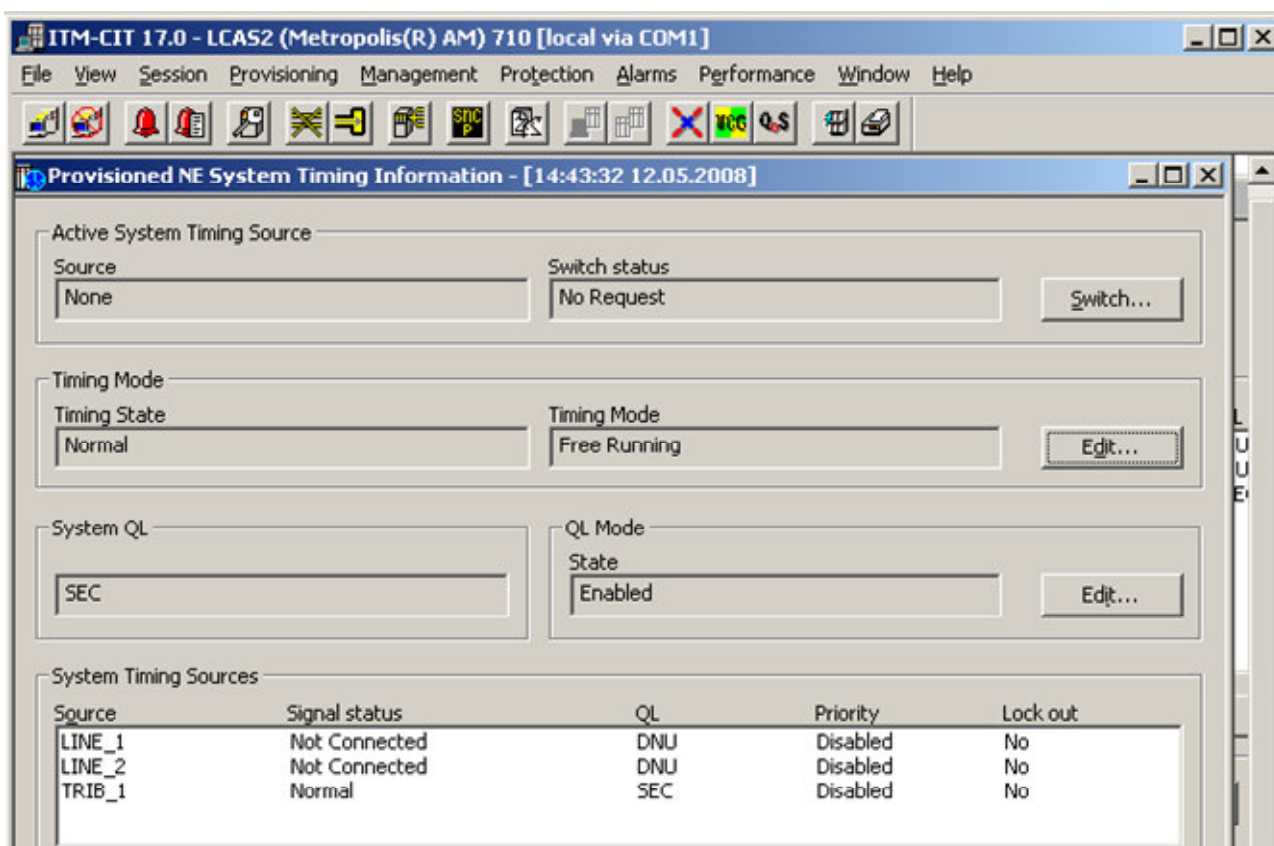 ITM-CIT 17.0 - LCAS2 (Metropolis(R) AM) 710 [local via COM1]
File View Session Provisioning Management Protection Alarms Performance Window Help
SNC P VCG Q.S
Provisioned NE System Timing Information - [14:43:32 12.05.2008]
Active System Timing Source
Source Switch status
None No Request Switch...
Timing Mode
Timing State Timing Mode
Normal Free Running Edit...
System QL QL Mode
State
SEC Enabled Edit...
System Timing Sources
Source Signal status QL Priority Lock out
LINE_1 Not Connected DNU Disabled No
LINE_2 Not Connected DNU Disabled No
TRIB_1 Normal SEC Disabled No